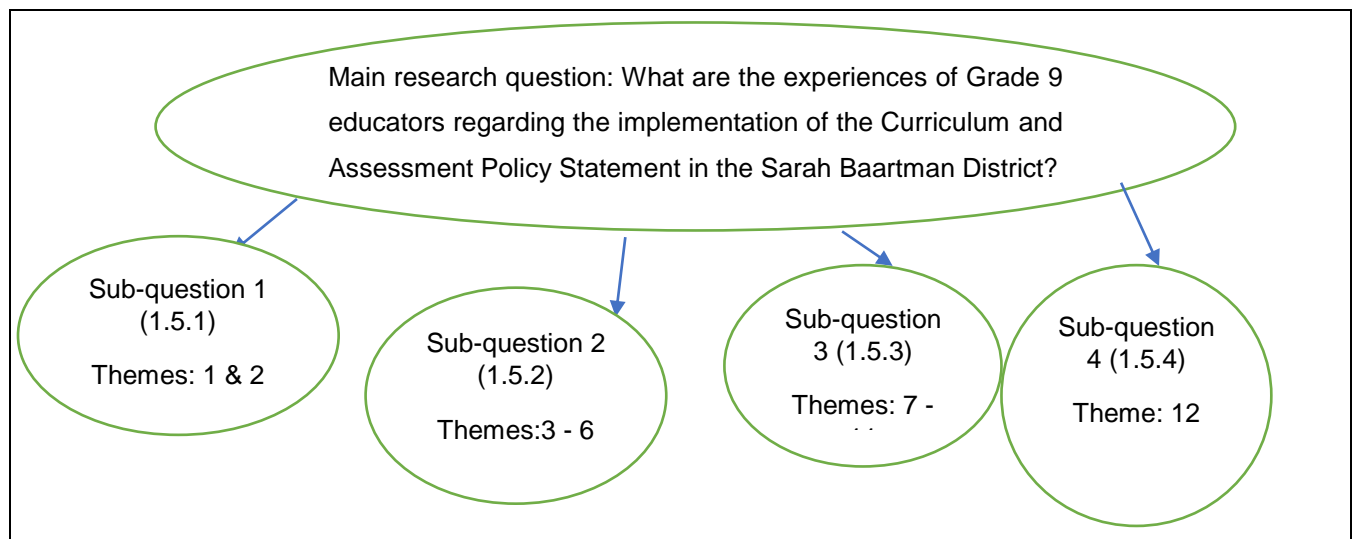 Main research question: What are the experiences of Grade 9
educators regarding the implementation of the Curriculum and
Assessment Policy Statement in the Sarah Baartman District?
Sub-question 1
(1.5.1)
Themes: 1 & 2
Sub-question 2
(1.5.2)
Themes:3 - 6
Sub-question
3 (1.5.3)
Themes: 7 -
Sub-question
4 (1.5.4)
Theme: 12